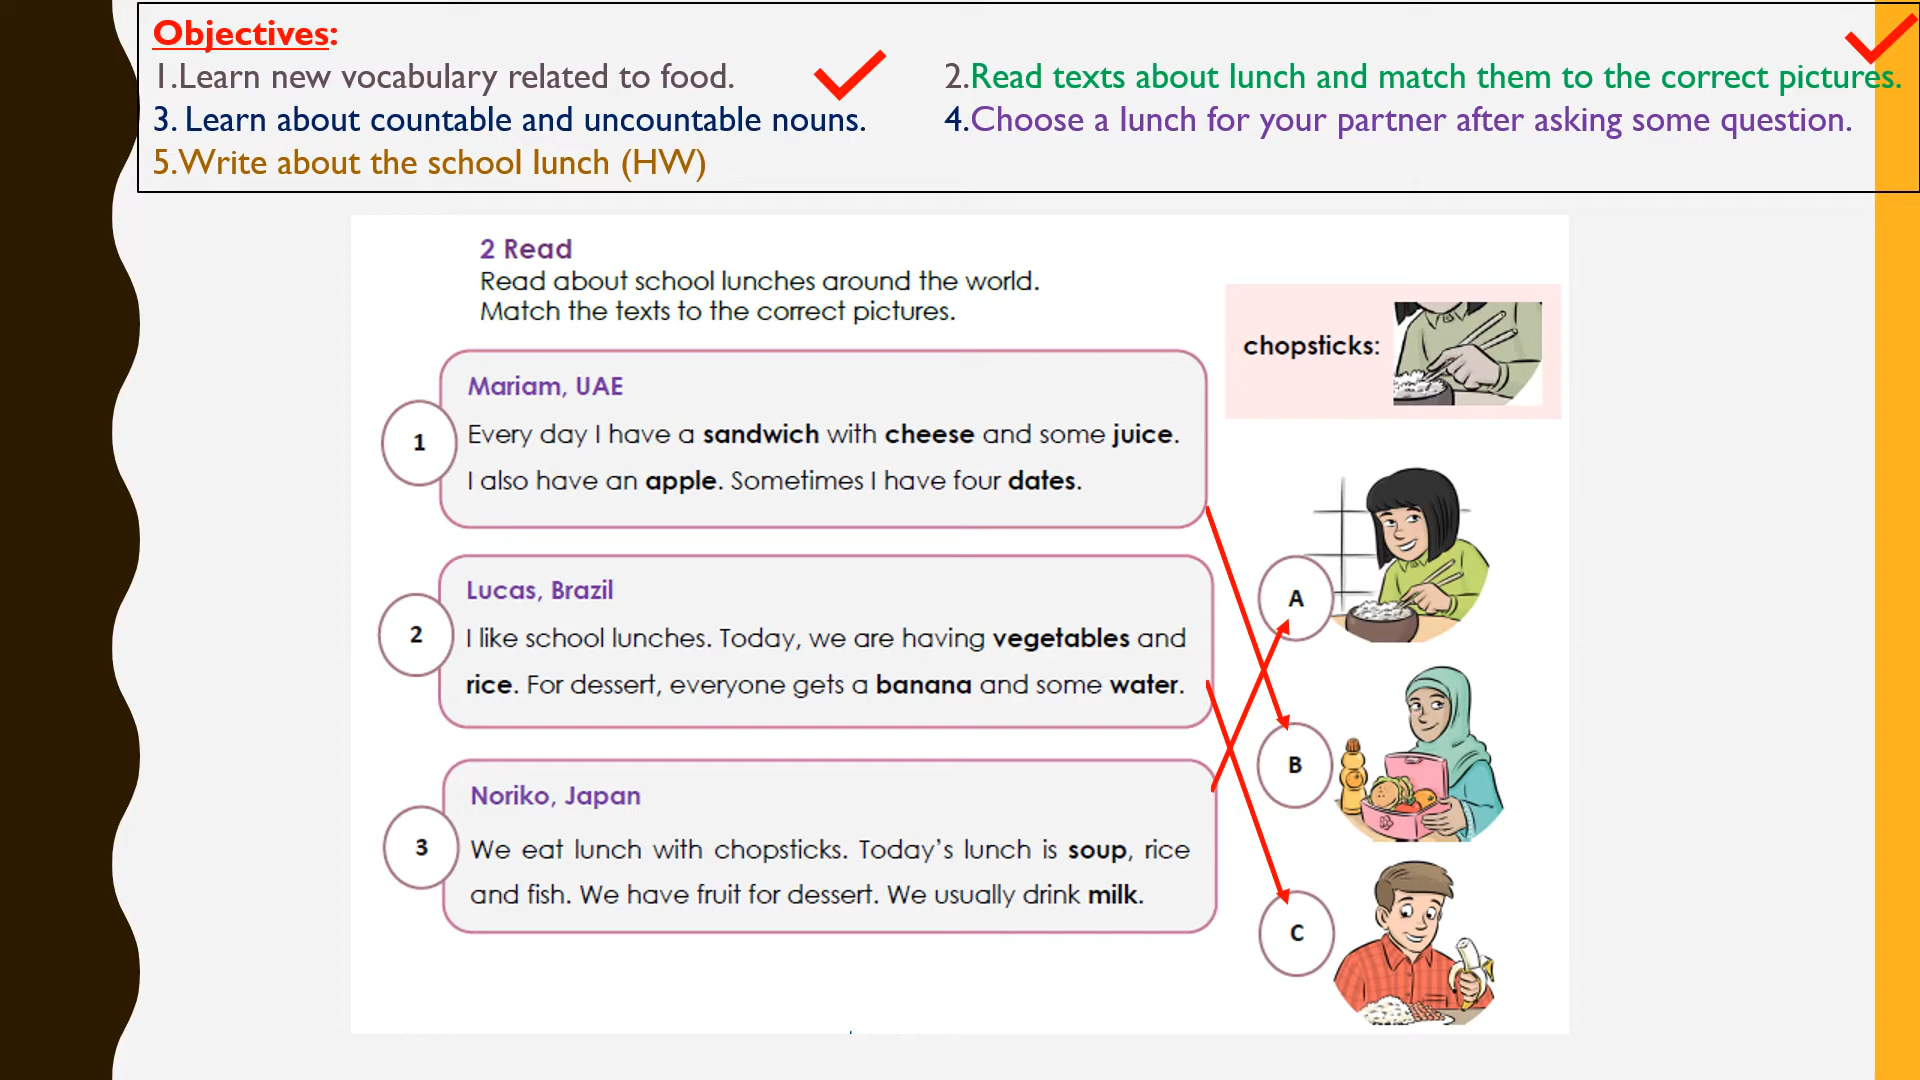 Objectives:
1.Learn new vocabulary related to food.
2.Read texts about lunch and match them to the correct pictures.
3. Learn about countable and uncountable nouns.
4.Choose a lunch for your partner after asking some question.
5.Write about the school lunch (HW)
2 Read
Read about school lunches around the world.
Match the texts to the correct pictures.
chopsticks:
1
Mariam, UAE
Every day I have a sandwich with cheese and some juice.
I also have an apple. Sometimes I have four dates.
2
Lucas, Brazil
I like school lunches. Today, we are having vegetables and
rice. For dessert, everyone gets a banana and some water.
3
Noriko, Japan
We eat lunch with chopsticks. Today’s lunch is soup, rice
and fish. We have fruit for dessert. We usually drink milk.
A
B
C